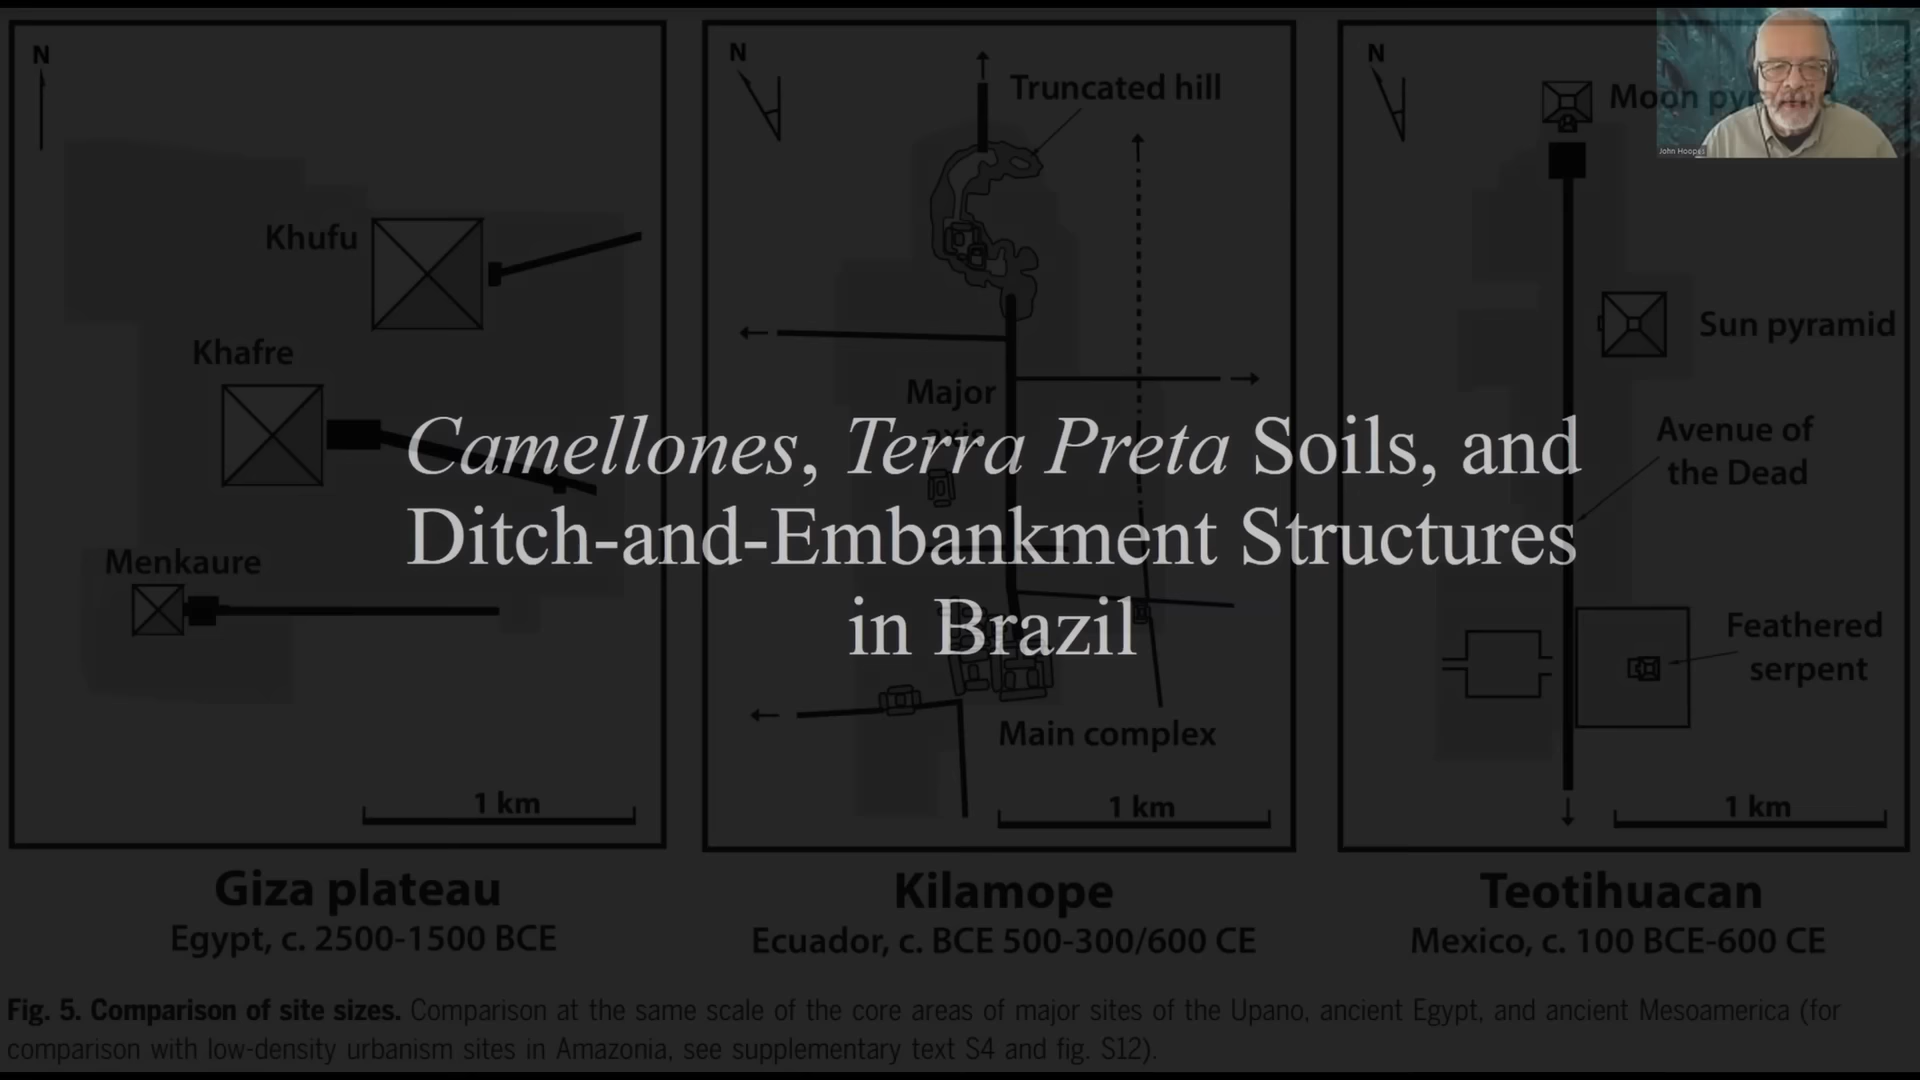 Camellones, Terra Preta Soils, and
Ditch-and-Embankment Structures
in Brazil
N
Khufu
Khafre
Menkaure
1 km
Giza plateau
Egypt, c. 2500-1500 BCE
N
Truncated hill
Major
axis
Main complex
1 km
Kilamope
Ecuador, c. BCE 500-300/600 CE
N
Moon
Sun pyramid
Avenue of
the Dead
Feathered
serpent
1 km
Teotihuacan
Mexico, c. 100 BCE-600 CE
John Hoopes
Fig. 5. Comparison of site sizes. Comparison at the same scale of the core areas of major sites of the Upano, ancient Egypt, and ancient Mesoamerica (for
comparison with low-density urbanism sites in Amazonia, see supplementary text S4 and fig. S12).